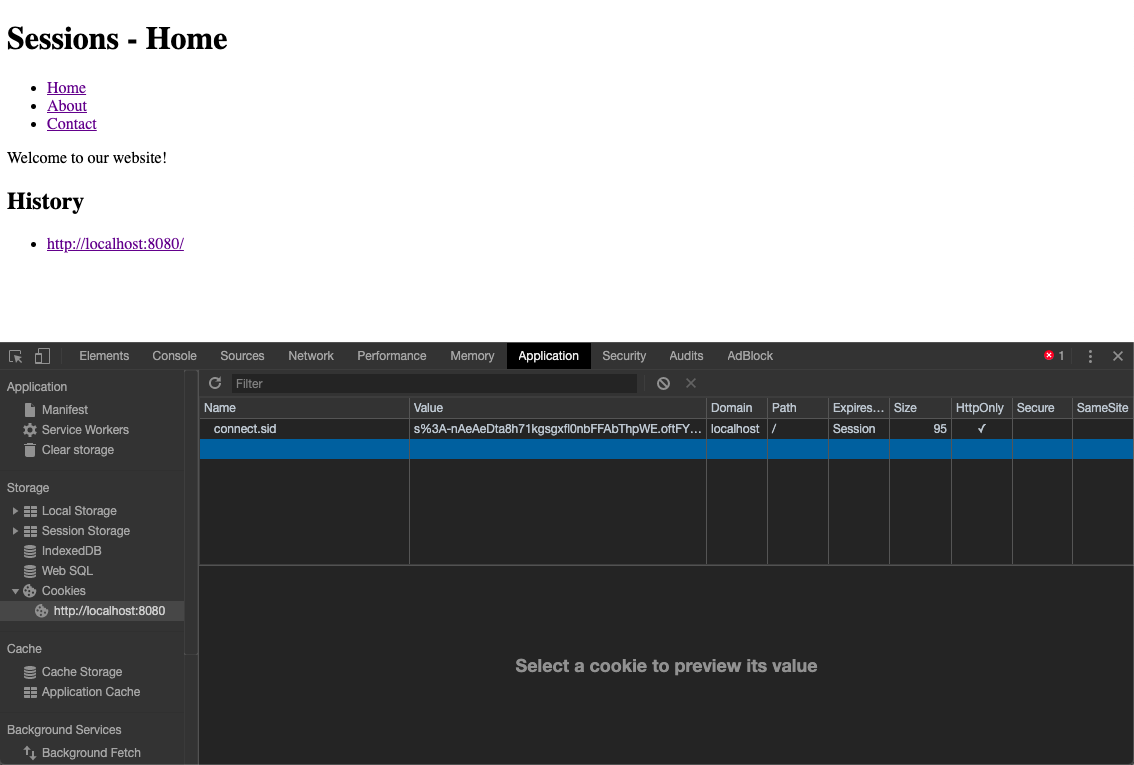 Sessions - Home
Home
About
Contact
Welcome to our website!
History
http://localhost:8080/
Elements Console Sources Network Performance Memory Application Security Audits AdBlock 1
Application
Manifest
Service Workers
Clear storage
Storage
Local Storage
Session Storage
IndexedDB
Web SQL
Cookies
http://localhost:8080
Cache
Cache Storage
Application Cache
Background Services
Background Fetch
Filter
Name Value Domain Path Expires... Size HttpOnly Secure SameSite
connect.sid s%3A-nAeAeDta8h71kgsgxfl0nbFFAbThpWE.oftFY... localhost / Session 95 ✓
Select a cookie to preview its value